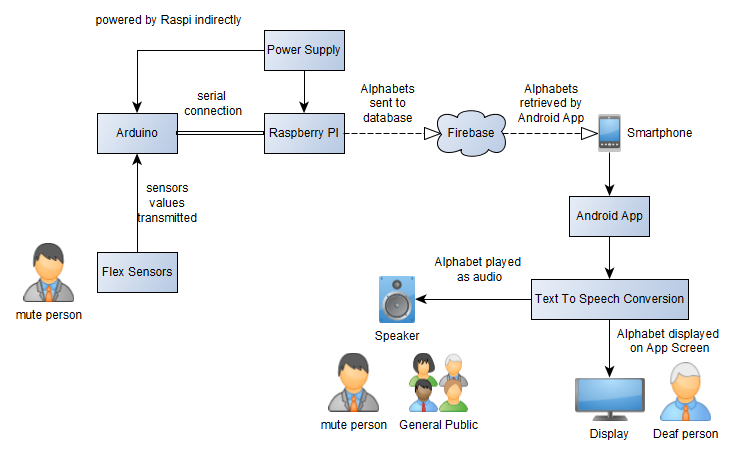 powered by Raspi indirectly
Power Supply
serial
connection
Alphabets
sent to
database
Alphabets
retrieved by
Android App
Arduino
Raspberry PI
Firebase
Smartphone
sensors
values
transmitted
Android App
Flex Sensors
mute person
Alphabet played
as audio
Text To Speech Conversion
Speaker
Alphabet displayed
on App Screen
mute person
General Public
Display
Deaf person